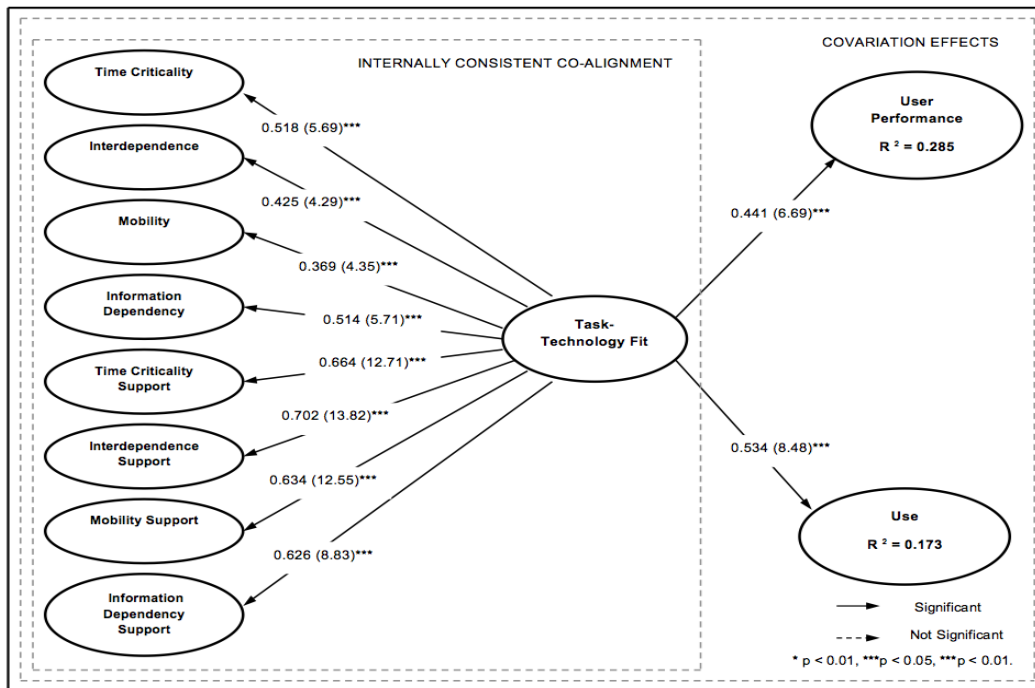 COVARIATION EFFECTS
INTERNALLY CONSISTENT CO-ALIGNMENT
Time Criticality
0.518 (5.69)***
Interdependence
0.425 (4.29)***
Mobility
0.369 (4.35)***
Information
Dependency
0.514 (5.71)***
Time Criticality
Support
0.664 (12.71)***
Interdependence
Support
0.702 (13.82)***
Mobility Support
0.634 (12.55)***
Information
Dependency
Support
0.626 (8.83)***
Task-
Technology Fit
0.441 (6.69)***
User
Performance
R ² = 0.285
0.534 (8.48)***
Use
R ² = 0.173
Significant
Not Significant
* p < 0.01, ***p < 0.05, ***p < 0.01.